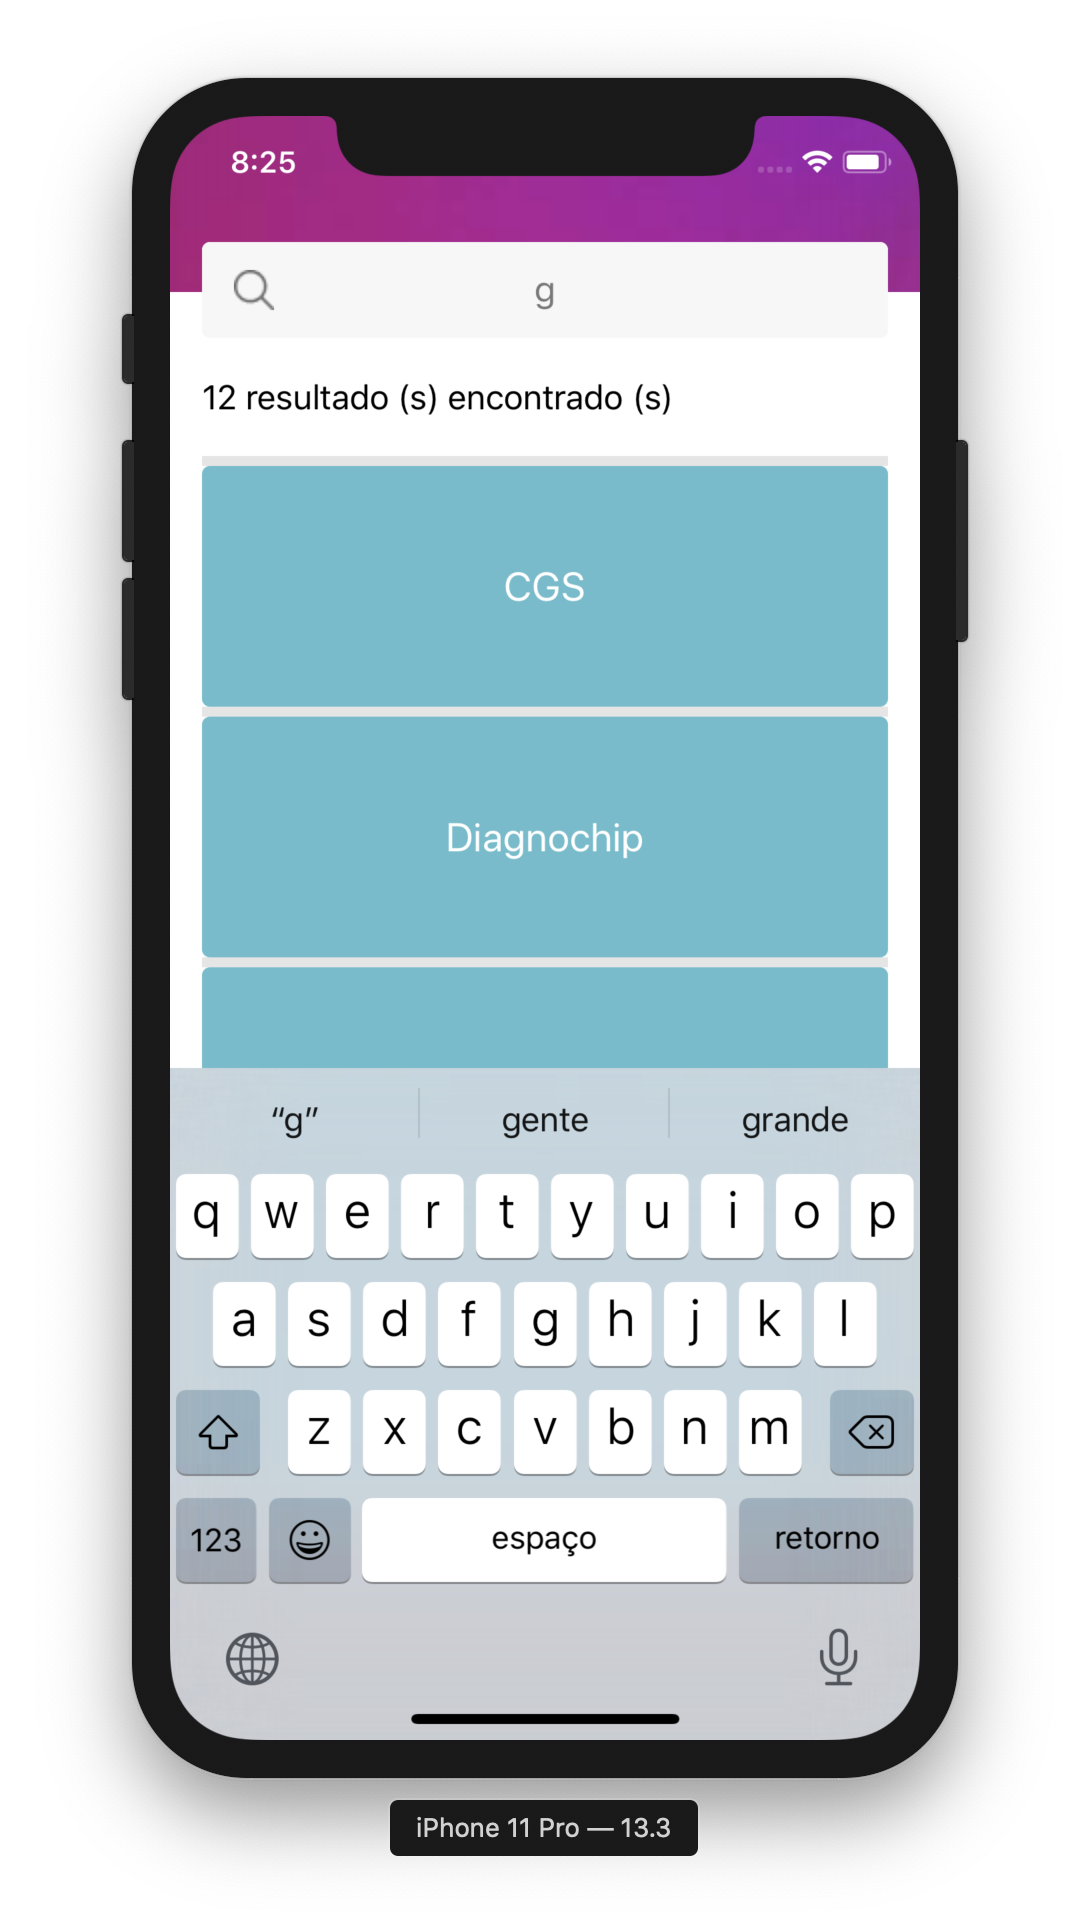 8:25
g
12 resultado (s) encontrado (s)
CGS
Diagnochip
“g” gente grande
q w e r t y u i o p
a s d f g h j k l
z x c v b n m
123 espaço retorno
iPhone 11 Pro — 13.3